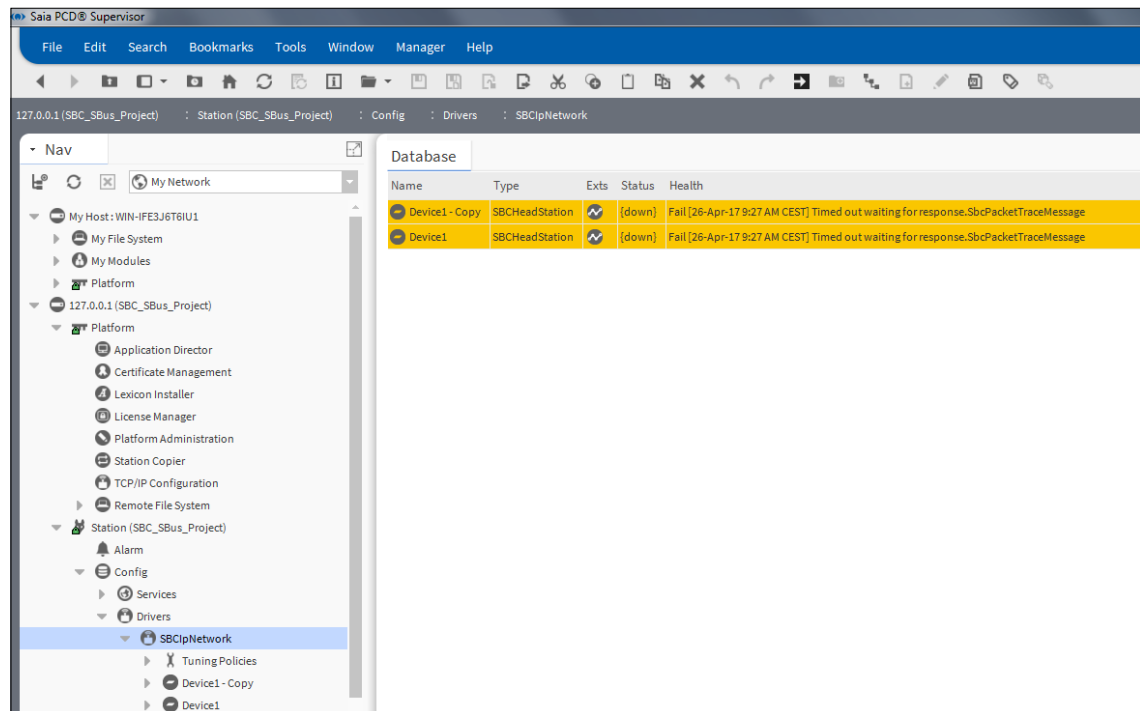 Saia PCD® Supervisor
File Edit Search Bookmarks Tools Window Manager Help
127.0.0.1 (SBC_SBus_Project) : Station (SBC_SBus_Project) : Config : Drivers : SBCIpNetwork
Nav
My Network
My Host : WIN-IFE3J6T6IU1
My File System
My Modules
Platform
127.0.0.1 (SBC_SBus_Project)
Platform
Application Director
Certificate Management
Lexicon Installer
License Manager
Platform Administration
Station Copier
TCP/IP Configuration
Remote File System
Station (SBC_SBus_Project)
Alarm
Config
Services
Drivers
SBCIpNetwork
Tuning Policies
Device1 - Copy
Device1
Database
Name Type Exts Status Health
Device1 - Copy SBCHeadStation {down} Fail [26-Apr-17 9:27 AM CEST] Timed out waiting for response.SbcPacketTraceMessage
Device1 SBCHeadStation {down} Fail [26-Apr-17 9:27 AM CEST] Timed out waiting for response.SbcPacketTraceMessage